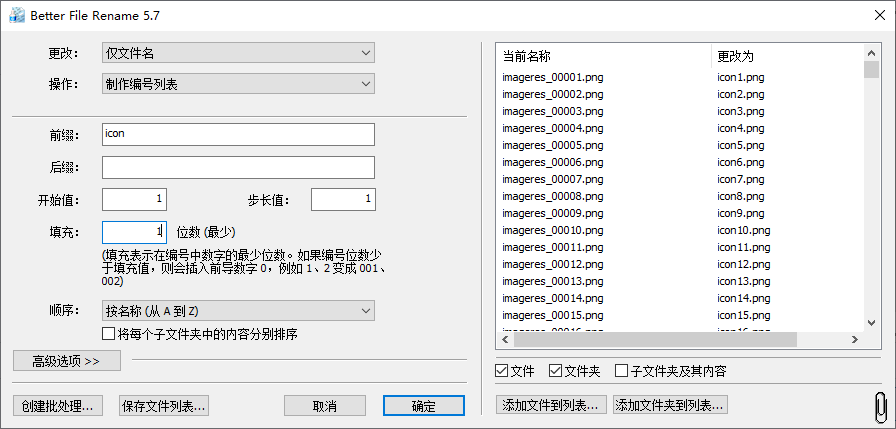 Better File Rename 5.7
更改： 仅文件名
操作： 制作编号列表
前缀： icon
后缀：
开始值： 1 步长值： 1
填充： 1 位数 (最少)
(填充表示在编号中数字的最少位数。如果编号位数少
于填充值，则会插入前导数字 0，例如 1、2 变成 001、
002)
顺序： 按名称 (从 A 到 Z)
将每个子文件夹中的内容分别排序
高级选项 >>
创建批处理... 保存文件列表... 取消 确定
当前名称 更改为
imageres_00001.png icon1.png
imageres_00002.png icon2.png
imageres_00003.png icon3.png
imageres_00004.png icon4.png
imageres_00005.png icon5.png
imageres_00006.png icon6.png
imageres_00007.png icon7.png
imageres_00008.png icon8.png
imageres_00009.png icon9.png
imageres_00010.png icon10.png
imageres_00011.png icon11.png
imageres_00012.png icon12.png
imageres_00013.png icon13.png
imageres_00014.png icon14.png
imageres_00015.png icon15.png
imageres_00016.png icon16.png
文件 文件夹 子文件夹及其内容
添加文件到列表... 添加文件夹到列表...